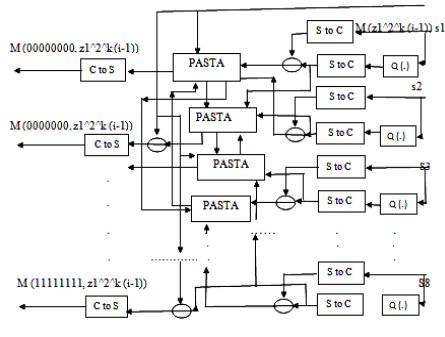 S to C
M (z1^2^k (i-1)) s1
M (00000000, z1^2^k (i-1))
C to S
PASTA
S to C
Q (.)
S to C
s2
M (0000000, z1^2^k (i-1))
C to S
PASTA
S to C
Q (.)
PASTA
S to C
S3
PASTA
S to C
Q (.)
S to C
S8
M (11111111, z1^2^k (i-1))
C to S
S to C
Q (.)